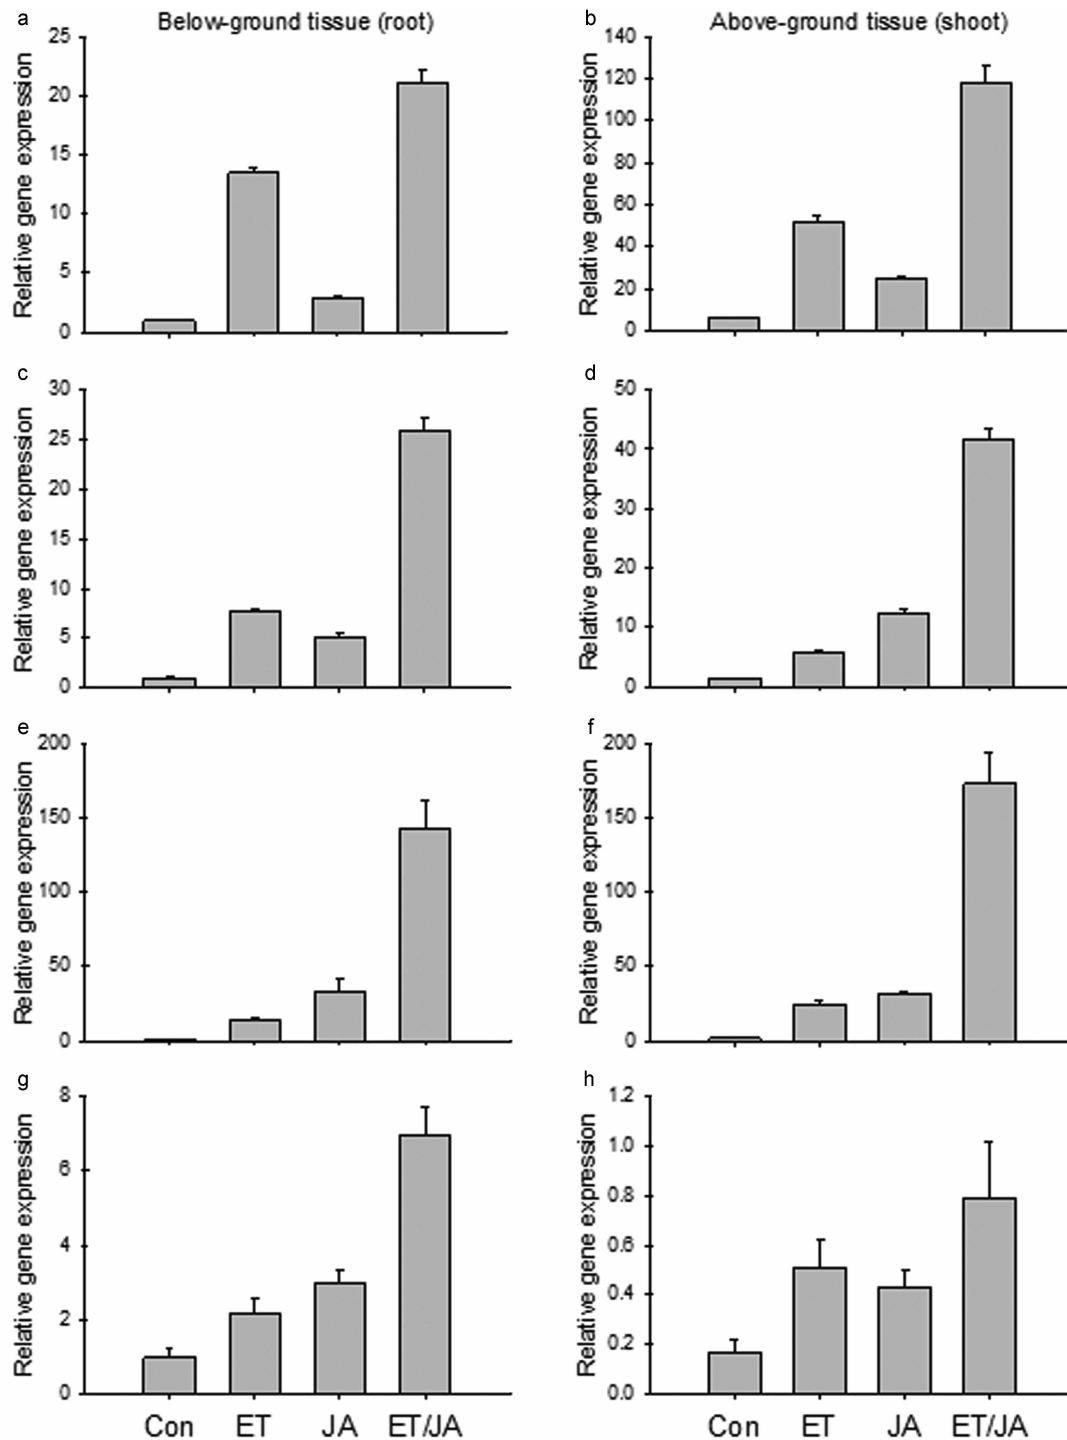 a
Below-ground tissue (root)
Relative gene expression
25
20
15
10
5
0
b
Above-ground tissue (shoot)
Relative gene expression
140
120
100
80
60
40
20
0
c
Relative gene expression
30
25
20
15
10
5
0
d
Relative gene expression
50
40
30
20
10
0
e
Relative gene expression
200
150
100
50
0
f
Relative gene expression
200
150
100
50
0
g
Relative gene expression
8
6
4
2
0
Con ET JA ET/JA
h
Relative gene expression
1.2
1.0
0.8
0.6
0.4
0.2
0.0
Con ET JA ET/JA